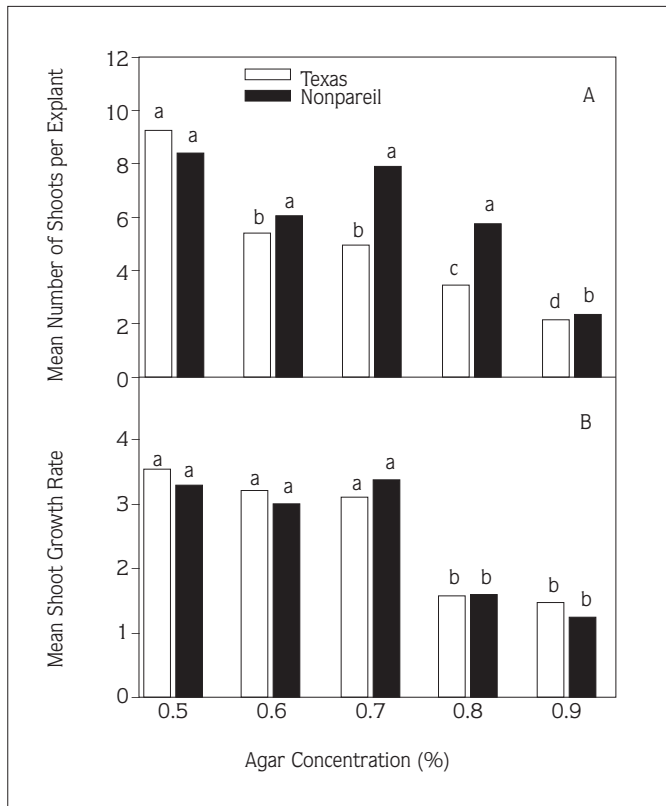 Mean Number of Shoots per Explant
12
10
8
6
4
2
0
Texas
Nonpareil
A
a a b a b a c a d b
Mean Shoot Growth Rate
4
3
2
1
0
B
a a a a a a b b b b
0.5 0.6 0.7 0.8 0.9
Agar Concentration (%)